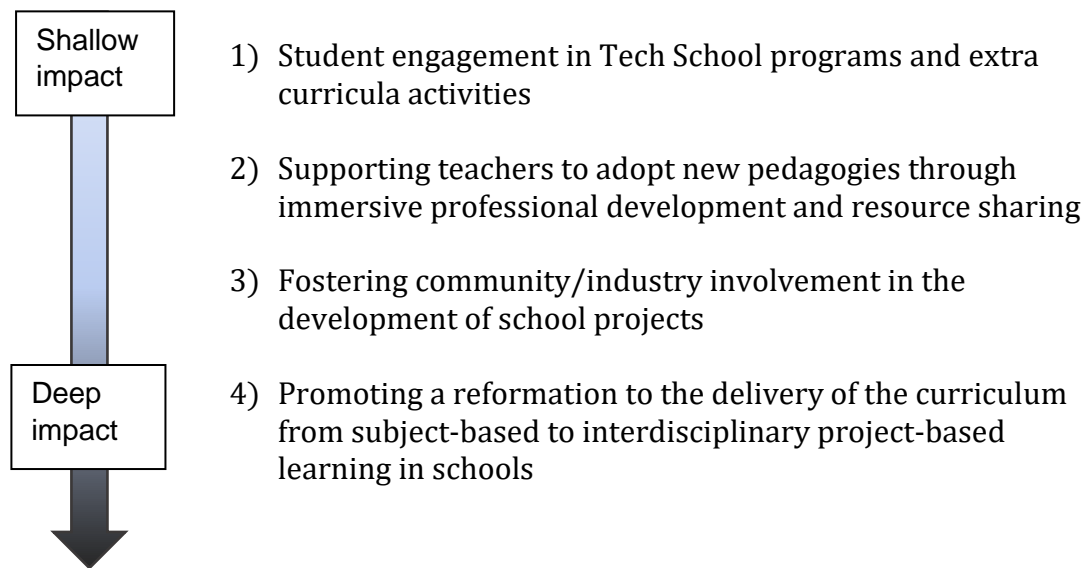 Shallow
impact
1) Student engagement in Tech School programs and extra
curricula activities
2) Supporting teachers to adopt new pedagogies through
immersive professional development and resource sharing
3) Fostering community/industry involvement in the
development of school projects
Deep
impact
4) Promoting a reformation to the delivery of the curriculum
from subject-based to interdisciplinary project-based
learning in schools